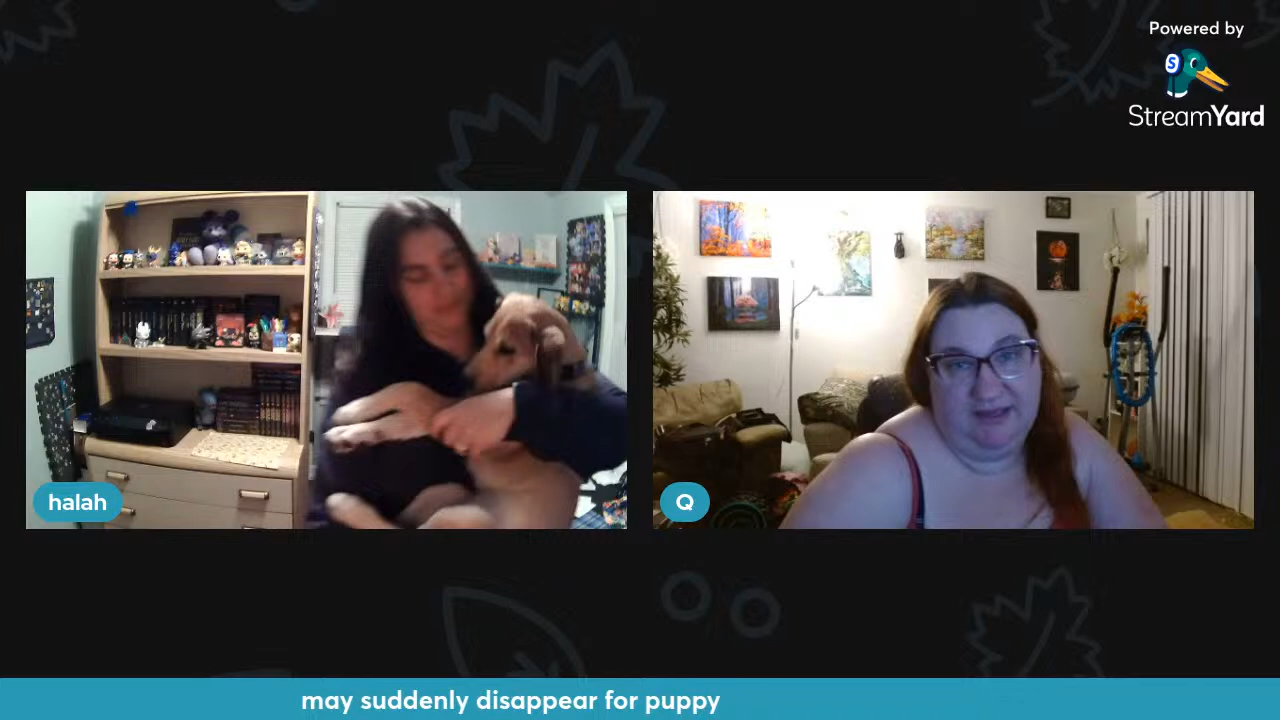 Powered by
S
StreamYard
halah
Q
may suddenly disappear for puppy